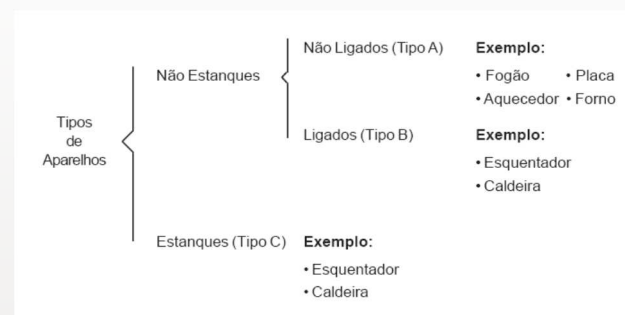 Tipos
de
Aparelhos
Não Estanques
Não Ligados (Tipo A)
Exemplo:
• Fogão • Placa
• Aquecedor • Forno
Ligados (Tipo B)
Exemplo:
• Esquentador
• Caldeira
Estanques (Tipo C)
Exemplo:
• Esquentador
• Caldeira